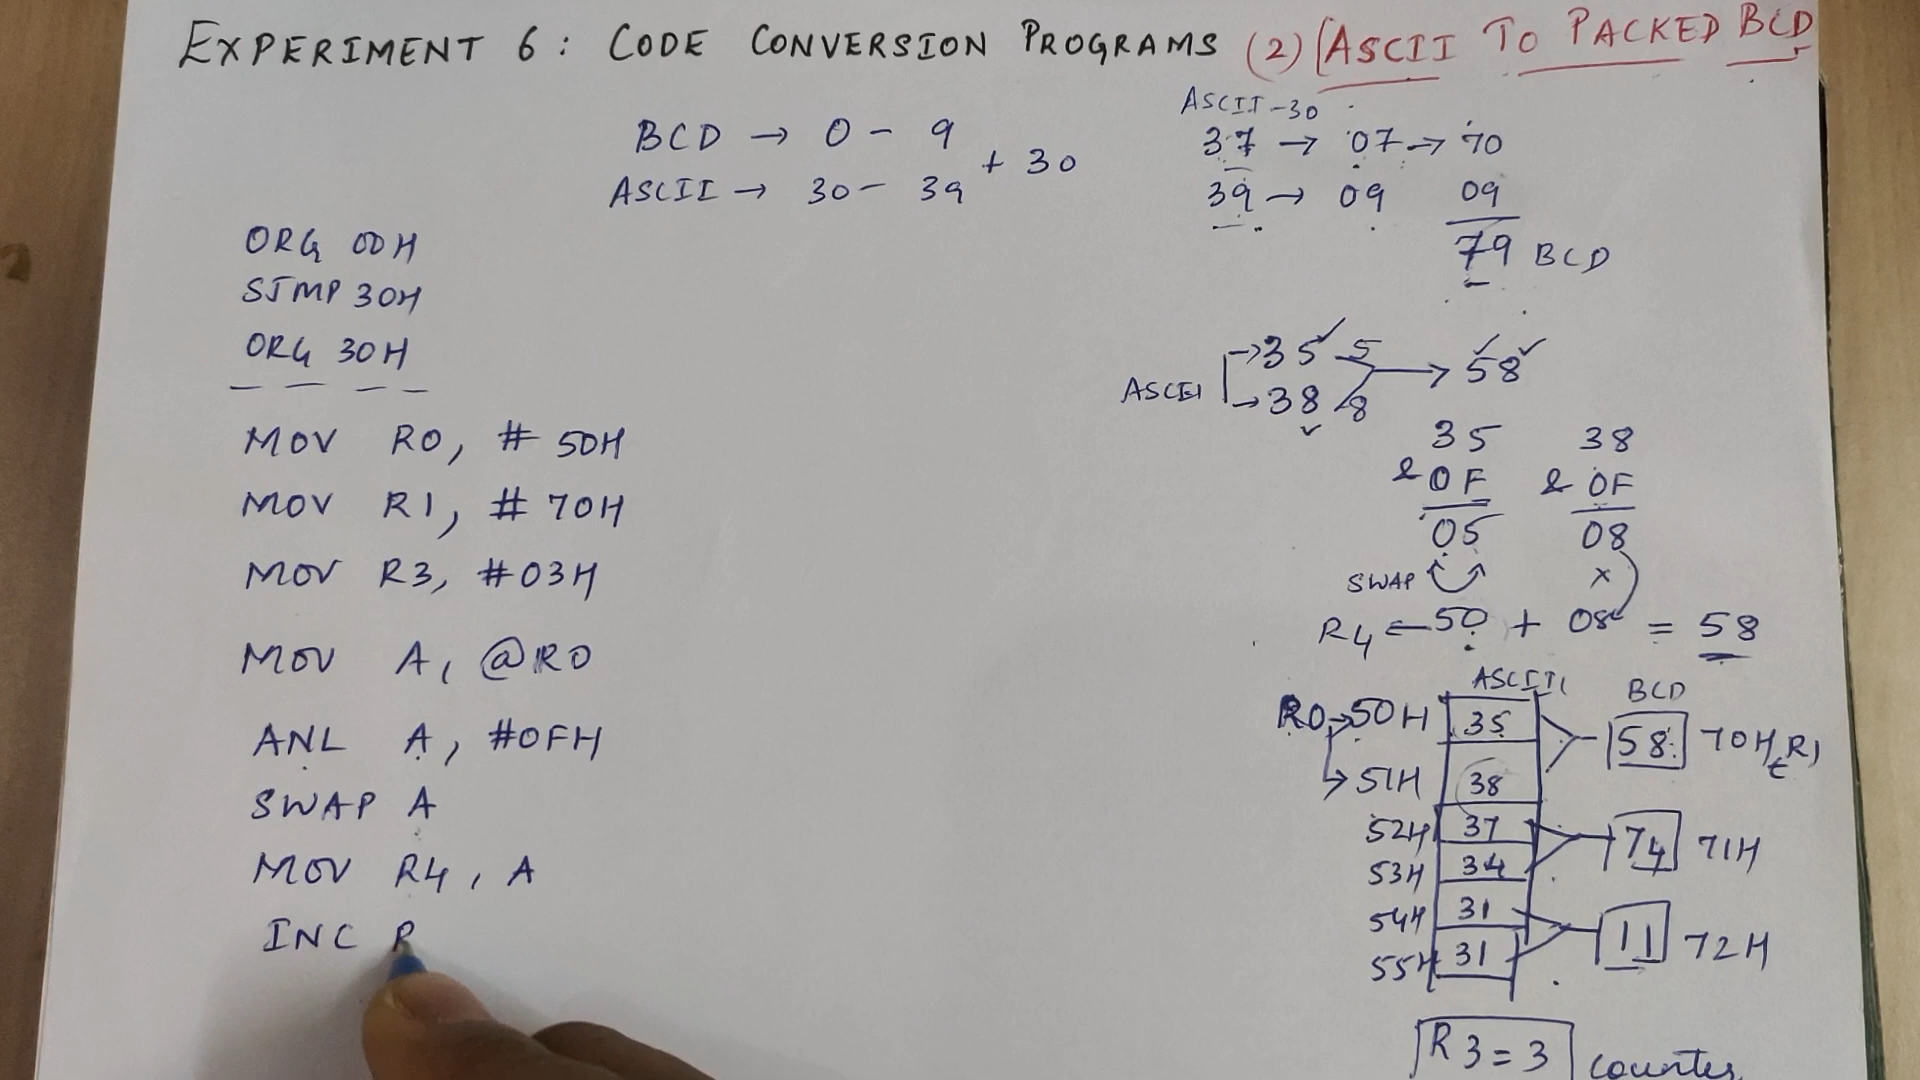 EXPERIMENT 6: CODE CONVERSION PROGRAMS (2) (ASCII TO PACKED BCD
BCD → 0 - 9
ASCII → 30 - 39
+ 30
ORG 00H
SJMP 30H
ORG 30H
MOV R0, # 50H
MOV R1, # 70H
MOV R3, #03H
MOV A, @R0
ANL A, #0FH
SWAP A
MOV R4, A
INC R
ASCII-30
37 → 07 → 70
39 → 09 09
79 BCD
ASCII
→35 5
→38 8
→ 58
35 38
& 0F & 0F
05 08
SWAP x
R4 ← 50 + 08 = 58
ASCII BCD
R0→50H 35 58 70H R1
→ 51H 38
52H 37 74 71H
53H 34
54H 31 11 72H
55H 31
R3=3 counter